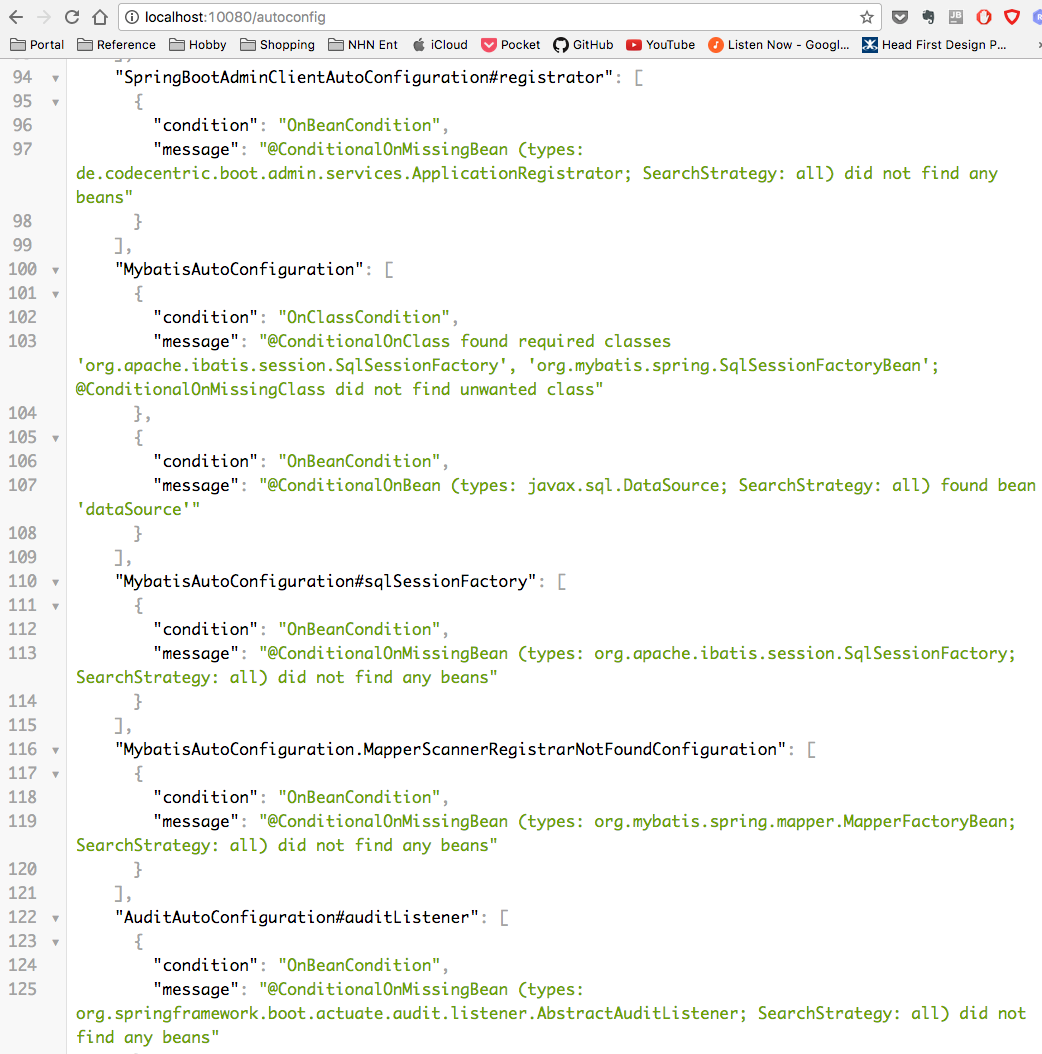 localhost:10080/autoconfig
Portal Reference Hobby Shopping NHN Ent iCloud Pocket GitHub YouTube Listen Now - Googl... Head First Design P...
94 "SpringBootAdminClientAutoConfiguration#registrator": [
95 {
96 "condition": "OnBeanCondition",
97 "message": "@ConditionalOnMissingBean (types:
de.codecentric.boot.admin.services.ApplicationRegistrator; SearchStrategy: all) did not find any
beans"
98 }
99 ],
100 "MybatisAutoConfiguration": [
101 {
102 "condition": "OnClassCondition",
103 "message": "@ConditionalOnClass found required classes
'org.apache.ibatis.session.SqlSessionFactory', 'org.mybatis.spring.SqlSessionFactoryBean';
@ConditionalOnMissingClass did not find unwanted class"
104 },
105 {
106 "condition": "OnBeanCondition",
107 "message": "@ConditionalOnBean (types: javax.sql.DataSource; SearchStrategy: all) found bean
'dataSource'"
108 }
109 ],
110 "MybatisAutoConfiguration#sqlSessionFactory": [
111 {
112 "condition": "OnBeanCondition",
113 "message": "@ConditionalOnMissingBean (types: org.apache.ibatis.session.SqlSessionFactory;
SearchStrategy: all) did not find any beans"
114 }
115 ],
116 "MybatisAutoConfiguration.MapperScannerRegistrarNotFoundConfiguration": [
117 {
118 "condition": "OnBeanCondition",
119 "message": "@ConditionalOnMissingBean (types: org.mybatis.spring.mapper.MapperFactoryBean;
SearchStrategy: all) did not find any beans"
120 }
121 ],
122 "AuditAutoConfiguration#auditListener": [
123 {
124 "condition": "OnBeanCondition",
125 "message": "@ConditionalOnMissingBean (types:
org.springframework.boot.actuate.audit.listener.AbstractAuditListener; SearchStrategy: all) did not
find any beans"